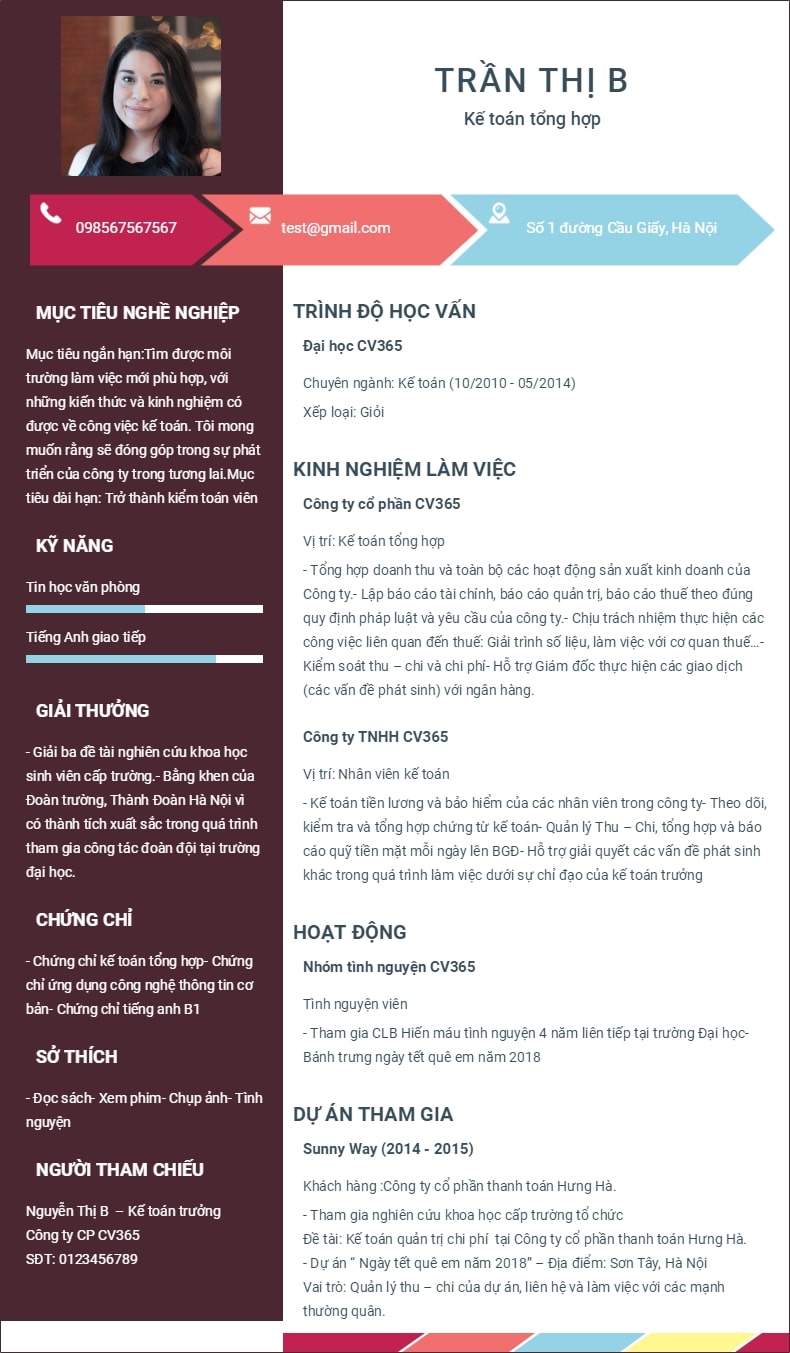 TRẦN THỊ B
Kế toán tổng hợp
098567567567
test@gmail.com
Số 1 đường Cầu Giấy, Hà Nội
MỤC TIÊU NGHỀ NGHIỆP
Mục tiêu ngắn hạn:Tìm được môi
trường làm việc mới phù hợp, với
những kiến thức và kinh nghiệm có
được về công việc kế toán. Tôi mong
muốn rằng sẽ đóng góp trong sự phát
triển của công ty trong tương lai.Mục
tiêu dài hạn: Trở thành kiểm toán viên
KỸ NĂNG
Tin học văn phòng
Tiếng Anh giao tiếp
GIẢI THƯỞNG
- Giải ba đề tài nghiên cứu khoa học
sinh viên cấp trường.- Bằng khen của
Đoàn trường, Thành Đoàn Hà Nội vì
có thành tích xuất sắc trong quá trình
tham gia công tác đoàn đội tại trường
đại học.
CHỨNG CHỈ
- Chứng chỉ kế toán tổng hợp- Chứng
chỉ ứng dụng công nghệ thông tin cơ
bản- Chứng chỉ tiếng anh B1
SỞ THÍCH
- Đọc sách- Xem phim- Chụp ảnh- Tình
nguyện
NGƯỜI THAM CHIẾU
Nguyễn Thị B – Kế toán trưởng
Công ty CP CV365
SĐT: 0123456789
TRÌNH ĐỘ HỌC VẤN
Đại học CV365
Chuyên ngành: Kế toán (10/2010 - 05/2014)
Xếp loại: Giỏi
KINH NGHIỆM LÀM VIỆC
Công ty cổ phần CV365
Vị trí: Kế toán tổng hợp
- Tổng hợp doanh thu và toàn bộ các hoạt động sản xuất kinh doanh của
Công ty.- Lập báo cáo tài chính, báo cáo quản trị, báo cáo thuế theo đúng
quy định pháp luật và yêu cầu của công ty.- Chịu trách nhiệm thực hiện các
công việc liên quan đến thuế: Giải trình số liệu, làm việc với cơ quan thuế…-
Kiểm soát thu – chi và chi phí- Hỗ trợ Giám đốc thực hiện các giao dịch
(các vấn đề phát sinh) với ngân hàng.
Công ty TNHH CV365
Vị trí: Nhân viên kế toán
- Kế toán tiền lương và bảo hiểm của các nhân viên trong công ty- Theo dõi,
kiểm tra và tổng hợp chứng từ kế toán- Quản lý Thu – Chi, tổng hợp và báo
cáo quỹ tiền mặt mỗi ngày lên BGĐ- Hỗ trợ giải quyết các vấn đề phát sinh
khác trong quá trình làm việc dưới sự chỉ đạo của kế toán trưởng
HOẠT ĐỘNG
Nhóm tình nguyện CV365
Tình nguyện viên
- Tham gia CLB Hiến máu tình nguyện 4 năm liên tiếp tại trường Đại học-
Bánh trưng ngày tết quê em năm 2018
DỰ ÁN THAM GIA
Sunny Way (2014 - 2015)
Khách hàng :Công ty cổ phần thanh toán Hưng Hà.
- Tham gia nghiên cứu khoa học cấp trường tổ chức
Đề tài: Kế toán quản trị chi phí tại Công ty cổ phần thanh toán Hưng Hà.
- Dự án “ Ngày tết quê em năm 2018” – Địa điểm: Sơn Tây, Hà Nội
Vai trò: Quản lý thu – chi của dự án, liên hệ và làm việc với các mạnh
thường quân.